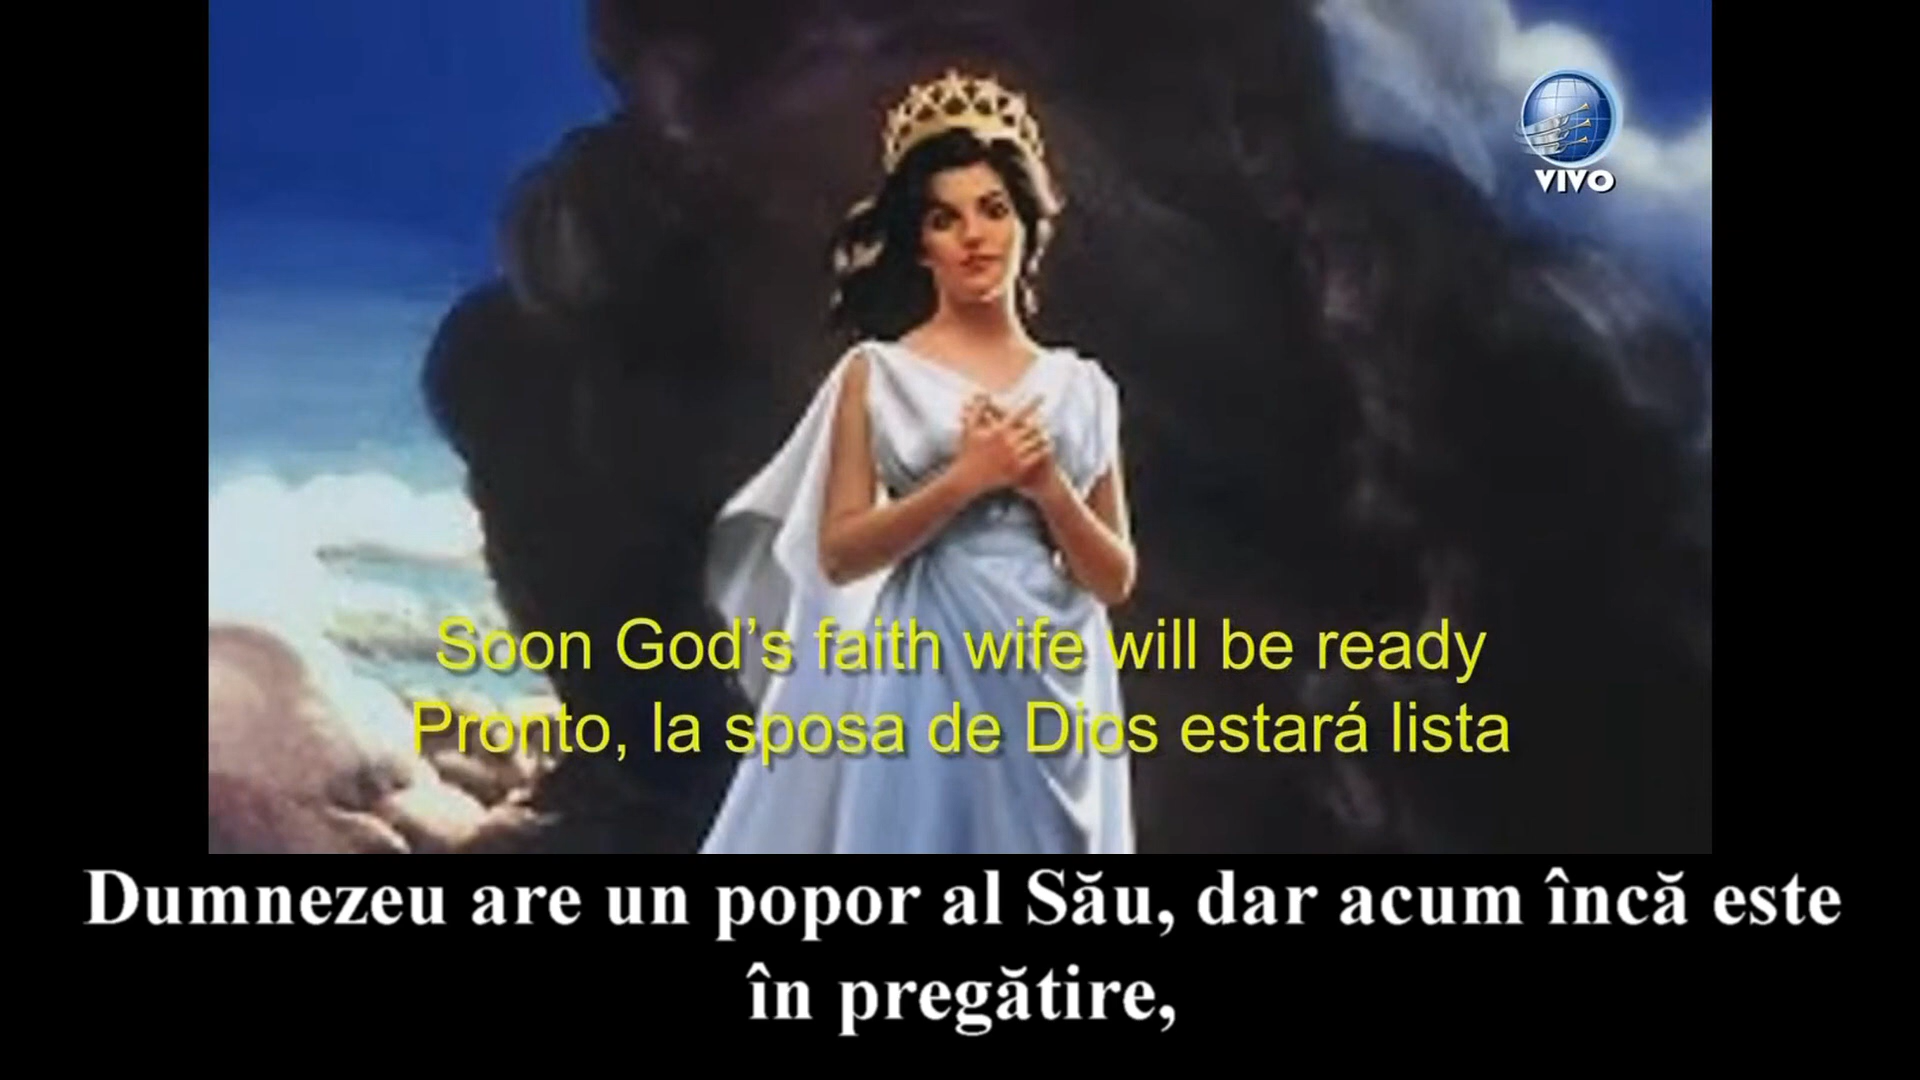 VIVO
Soon God's faith wife will be ready
Pronto, la sposa de Dios estará lista
Dumnezeu are un popor al Său, dar acum încă este
în pregătire,